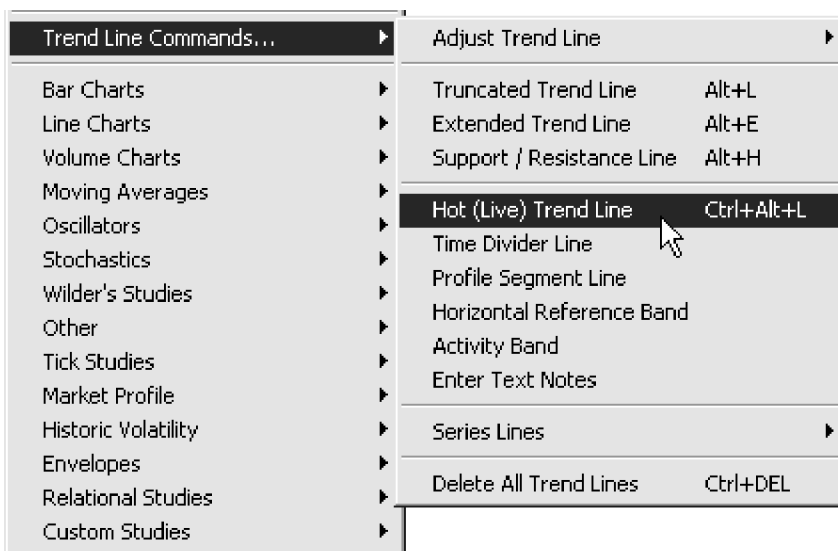 Trend Line Commands...
Bar Charts
Line Charts
Volume Charts
Moving Averages
Oscillators
Stochastics
Wilder's Studies
Other
Tick Studies
Market Profile
Historic Volatility
Envelopes
Relational Studies
Custom Studies
Adjust Trend Line
Truncated Trend Line Alt+L
Extended Trend Line Alt+E
Support / Resistance Line Alt+H
Hot (Live) Trend Line Ctrl+Alt+L
Time Divider Line
Profile Segment Line
Horizontal Reference Band
Activity Band
Enter Text Notes
Series Lines
Delete All Trend Lines Ctrl+DEL